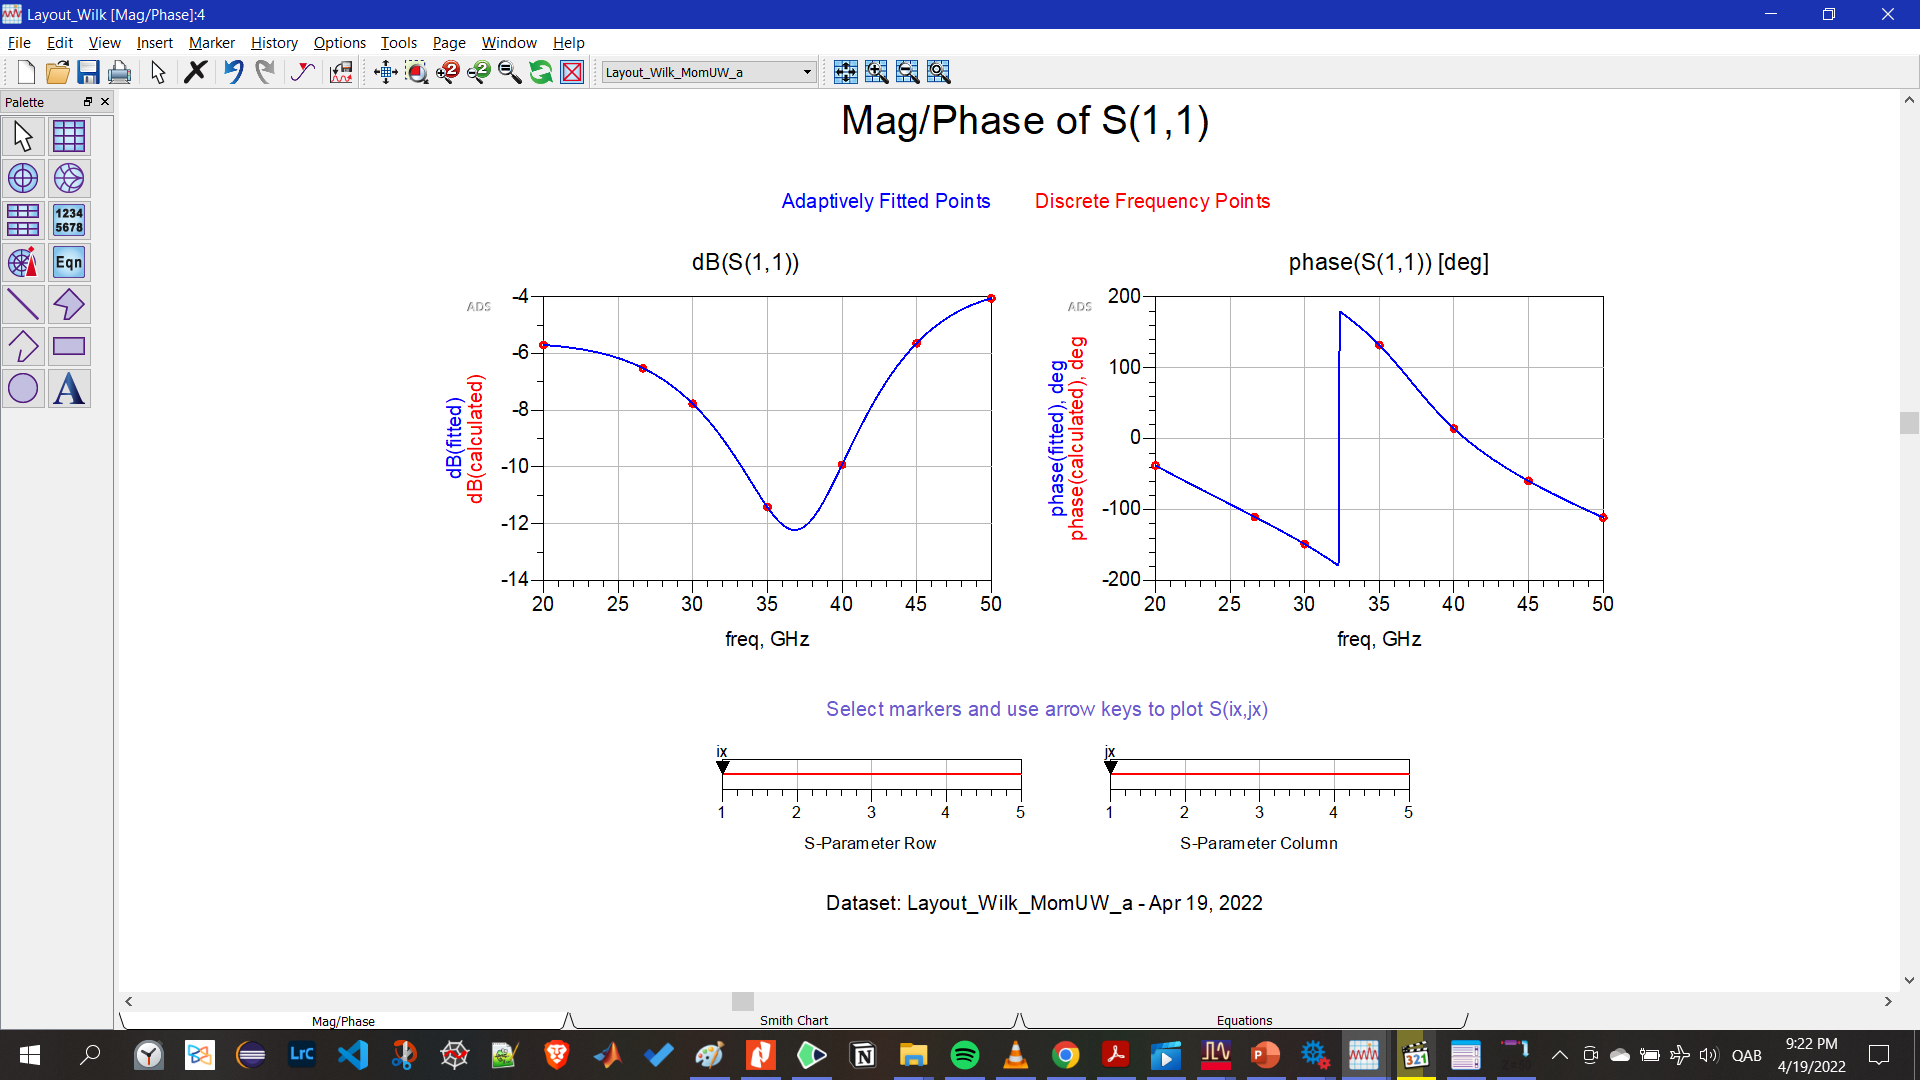 Layout_Wilk [Mag/Phase]:4
File Edit View Insert Marker History Options Tools Page Window Help
Layout_Wilk_MomUW_a
Palette
1234
5678
Eqn
A
Mag/Phase of S(1,1)
Adaptively Fitted Points Discrete Frequency Points
dB(S(1,1))
ADS
dB(fitted)
dB(calculated)
-4
-6
-8
-10
-12
-14
20 25 30 35 40 45 50
freq, GHz
phase(S(1,1)) [deg]
ADS
phase(fitted), deg
phase(calculated), deg
200
100
0
-100
-200
20 25 30 35 40 45 50
freq, GHz
Select markers and use arrow keys to plot S(ix,jx)
ix
1 2 3 4 5
S-Parameter Row
jx
1 2 3 4 5
S-Parameter Column
Dataset: Layout_Wilk_MomUW_a - Apr 19, 2022
Mag/Phase Smith Chart Equations
LrC
321
QAB
9:22 PM
4/19/2022